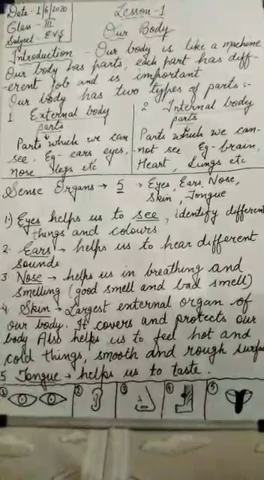 Date - 1/6/2020
Class - III
Subject - EVS
Lesson - 1
Our Body
Introduction - Our body is like a machine
Our body has parts, each part has diff-
erent job and is important
Our body has two types of parts :-
1 External body
parts
Parts which we can
see. Eg - ears eyes,
nose legs etc
2 Internal body
parts
Parts which we can-
not see Eg - brain,
Heart, Lungs etc
Sense Organs → 5 → Eyes, Ears, Nose,
Skin, Tongue
1) Eyes helps us to see, identify different
things and colours.
2 Ears → helps us to hear different
sounds
3 Nose → helps us in breathing and
smelling (good smell and bad smell)
4 Skin → Largest external organ of
our body. It covers and protects our
body Also helps us to feel hot and
cold things, smooth and rough surf
5 Tongue → helps us to taste.
1 2 3 4 5